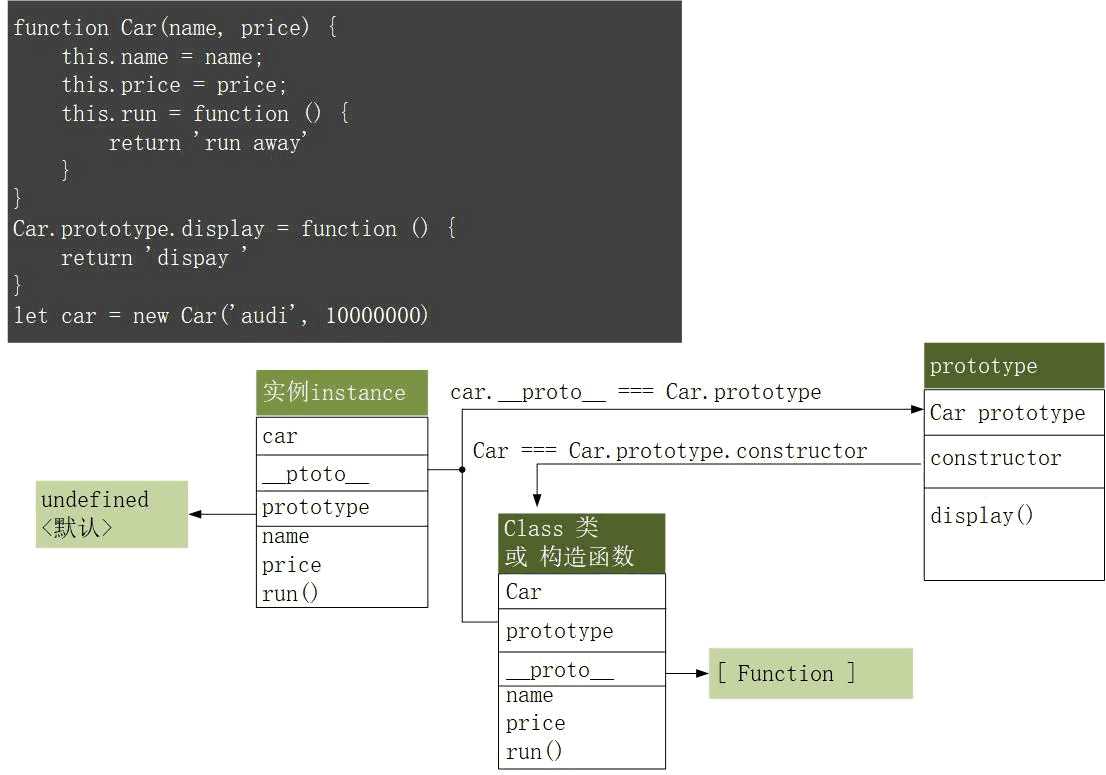 function Car(name, price) {
    this.name = name;
    this.price = price;
    this.run = function () {
        return 'run away'
    }
}
Car.prototype.display = function () {
    return 'dispay '
}
let car = new Car('audi', 10000000)
prototype
Car prototype
constructor
display()
实例instance
car
__ptoto__
prototype
name
price
run()
car.__proto__ === Car.prototype
Car === Car.prototype.constructor
undefined
<默认>
Class 类
或 构造函数
Car
prototype
__proto__
name
price
run()
[ Function ]